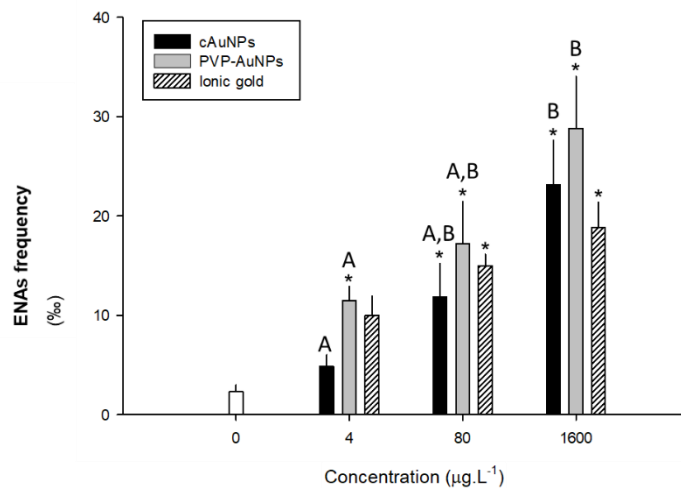 40
30
20
10
0
ENAs frequency
(‰)
cAuNPs
PVP-AuNPs
Ionic gold
A
A
*
A,B
*
A,B
*
*
B
*
B
*
*
0
4
80
1600
Concentration (µg.L⁻¹)